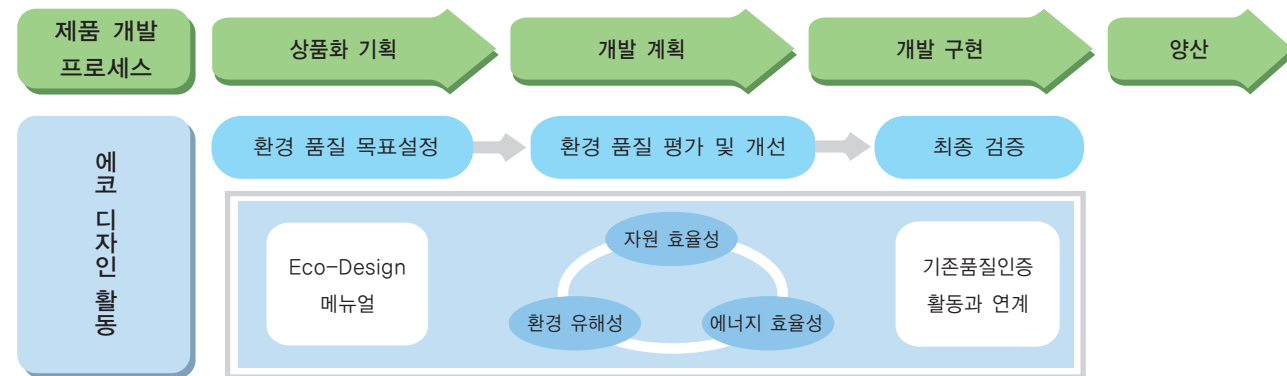 제품 개발
프로세스
상품화 기획
개발 계획
개발 구현
양산
에코 디자인 활동
환경 품질 목표설정
환경 품질 평가 및 개선
최종 검증
Eco-Design
메뉴얼
자원 효율성
환경 유해성
에너지 효율성
기존품질인증
활동과 연계